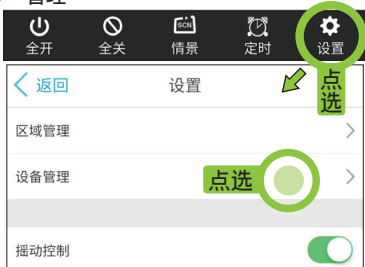 管理
SCN
全开 全关 情景 定时 设置
返回 设置 点选
区域管理
设备管理 点选
摇动控制